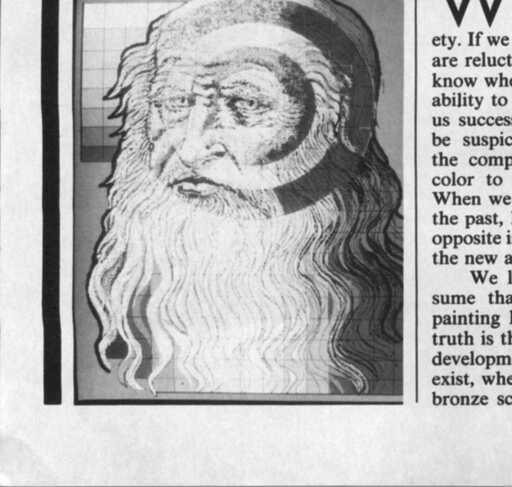 W
ety. If we
are reluct
know whe
ability to
us success
be suspic
the comp
color to
When we
the past,
opposite i
the new a
We l
sume tha
painting
truth is th
developm
exist, whe
bronze sc